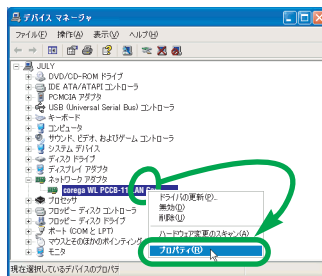 デバイス マネージャ
ファイル(F) 操作(A) 表示(V) ヘルプ(H)
JULY
DVD/CD-ROM ドライブ
IDE ATA/ATAPI コントローラ
PCMCIA アダプタ
USB (Universal Serial Bus) コントローラ
キーボード
コンピュータ
サウンド、ビデオ、およびゲーム コントローラ
システム デバイス
ディスク ドライブ
ディスプレイ アダプタ
ネットワーク アダプタ
corega WL PCCB-11 LAN
プロセッサ
フロッピー ディスク コントローラ
フロッピー ディスク ドライブ
ポート (COM と LPT)
マウスとそのほかのポインティング
モニタ
ドライバの更新(P)...
無効(D)
削除(U)
ハードウェア変更のスキャン(A)
プロパティ(R)
現在選択しているデバイスのプロパテ